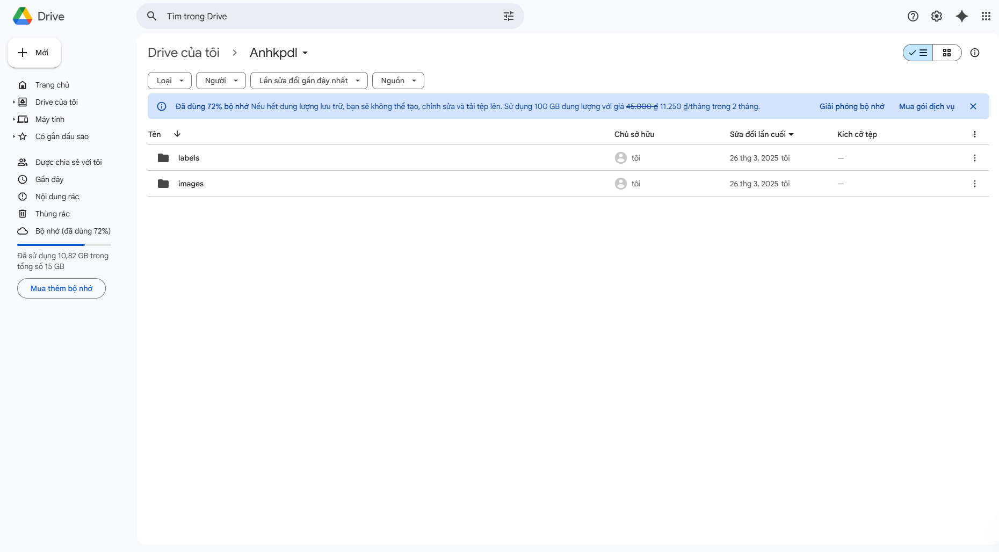 Drive
Tìm trong Drive
Mới
Trang chủ
Drive của tôi
Máy tính
Có gắn dấu sao
Được chia sẻ với tôi
Gần đây
Nội dung rác
Thùng rác
Bộ nhớ (đã dùng 72%)
Đã sử dụng 10,82 GB trong
tổng số 15 GB
Mua thêm bộ nhớ
Drive của tôi Anhkpdl
Loại Người Lần sửa đổi gần đây nhất Nguồn
Đã dùng 72% bộ nhớ Nếu hết dung lượng lưu trữ, bạn sẽ không thể tạo, chỉnh sửa và tải tệp lên. Sử dụng 100 GB dung lượng với giá 45.000 ₫ 11.250 ₫/tháng trong 2 tháng. Giải phóng bộ nhớ Mua gói dịch vụ
Tên Chủ sở hữu Sửa đổi lần cuối Kích cỡ tệp
labels tôi 26 thg 3, 2025 tôi —
images tôi 26 thg 3, 2025 tôi —